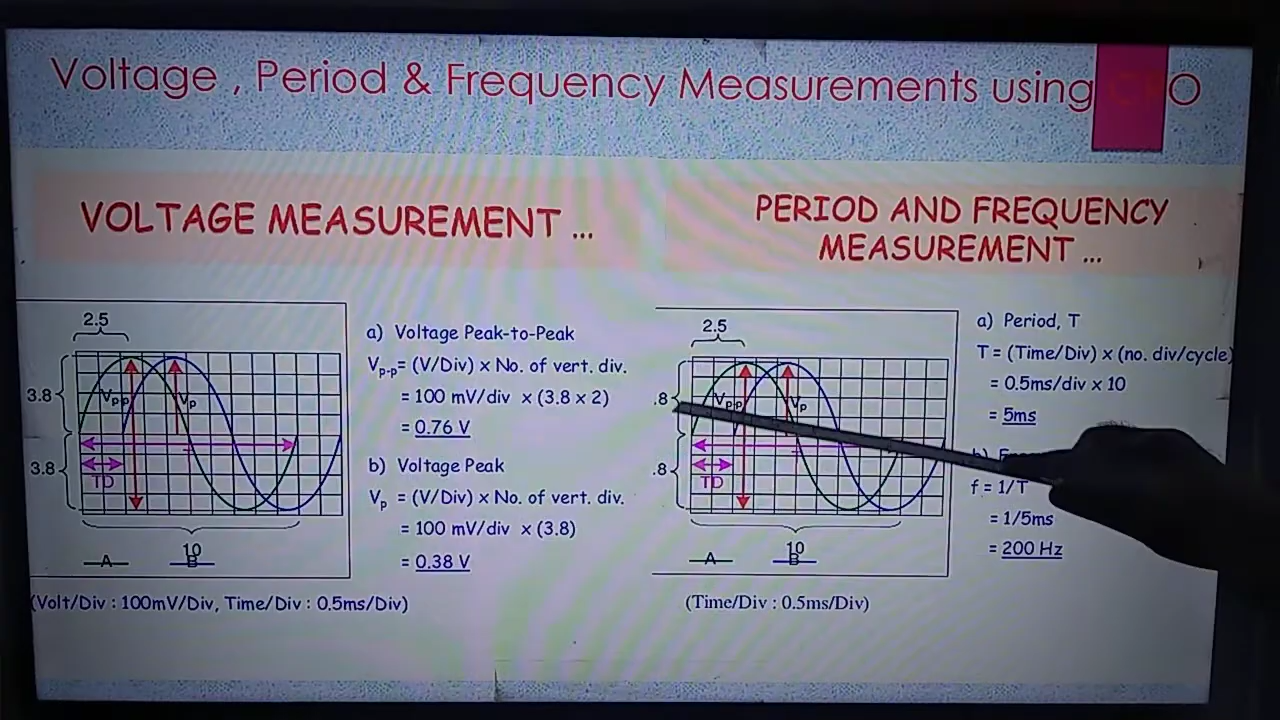 Voltage , Period & Frequency Measurements using CRO
VOLTAGE MEASUREMENT ...
2.5
3.8
3.8
Vp-p
Vp
T
TD
10
A
B
(Volt/Div : 100mV/Div, Time/Div : 0.5ms/Div)
a) Voltage Peak-to-Peak
Vp-p= (V/Div) × No. of vert. div.
= 100 mV/div × (3.8 x 2)
= 0.76 V
b) Voltage Peak
Vp = (V/Div) × No. of vert. div.
= 100 mV/div × (3.8)
= 0.38 V
PERIOD AND FREQUENCY
MEASUREMENT ...
2.5
.8
.8
Vp-p
Vp
T
TD
10
A
B
(Time/Div : 0.5ms/Div)
a) Period, T
T = (Time/Div) × (no. div/cycle)
= 0.5ms/div × 10
= 5ms
b)
f = 1/T
= 1/5ms
= 200 Hz